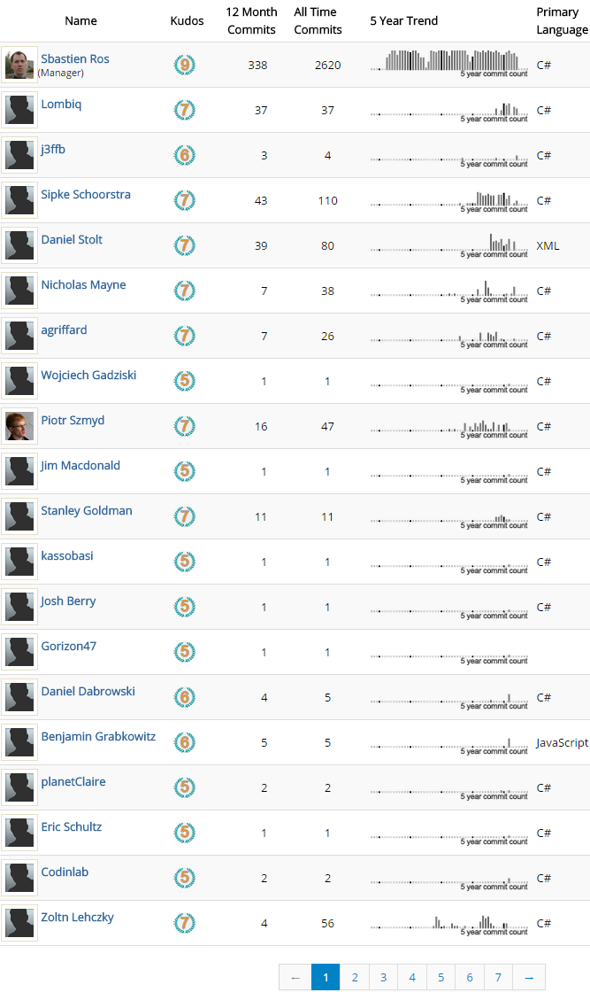 Name Kudos 12 Month Commits All Time Commits 5 Year Trend Primary Language
Sbastien Ros 9 338 2620 C#
(Manager)
5 year commit count
Lombiq 7 37 37 C#
5 year commit count
j3ffb 6 3 4 C#
5 year commit count
Sipke Schoorstra 7 43 110 C#
5 year commit count
Daniel Stolt 7 39 80 XML
5 year commit count
Nicholas Mayne 7 7 38 C#
5 year commit count
agriffard 7 7 26 C#
5 year commit count
Wojciech Gadziski 5 1 1 C#
5 year commit count
Piotr Szmyd 7 16 47 C#
5 year commit count
Jim Macdonald 5 1 1 C#
5 year commit count
Stanley Goldman 7 11 11 C#
5 year commit count
kassobasi 5 1 1 C#
5 year commit count
Josh Berry 5 1 1 C#
5 year commit count
Gorizon47 5 1 1
5 year commit count
Daniel Dabrowski 6 4 5 C#
5 year commit count
Benjamin Grabkowitz 6 5 5 JavaScript
5 year commit count
planetClaire 5 2 2 C#
5 year commit count
Eric Schultz 5 1 1 C#
5 year commit count
Codinlab 5 2 2 C#
5 year commit count
Zoltn Lehczky 7 4 56 C#
5 year commit count
← 1 2 3 4 5 6 7 →